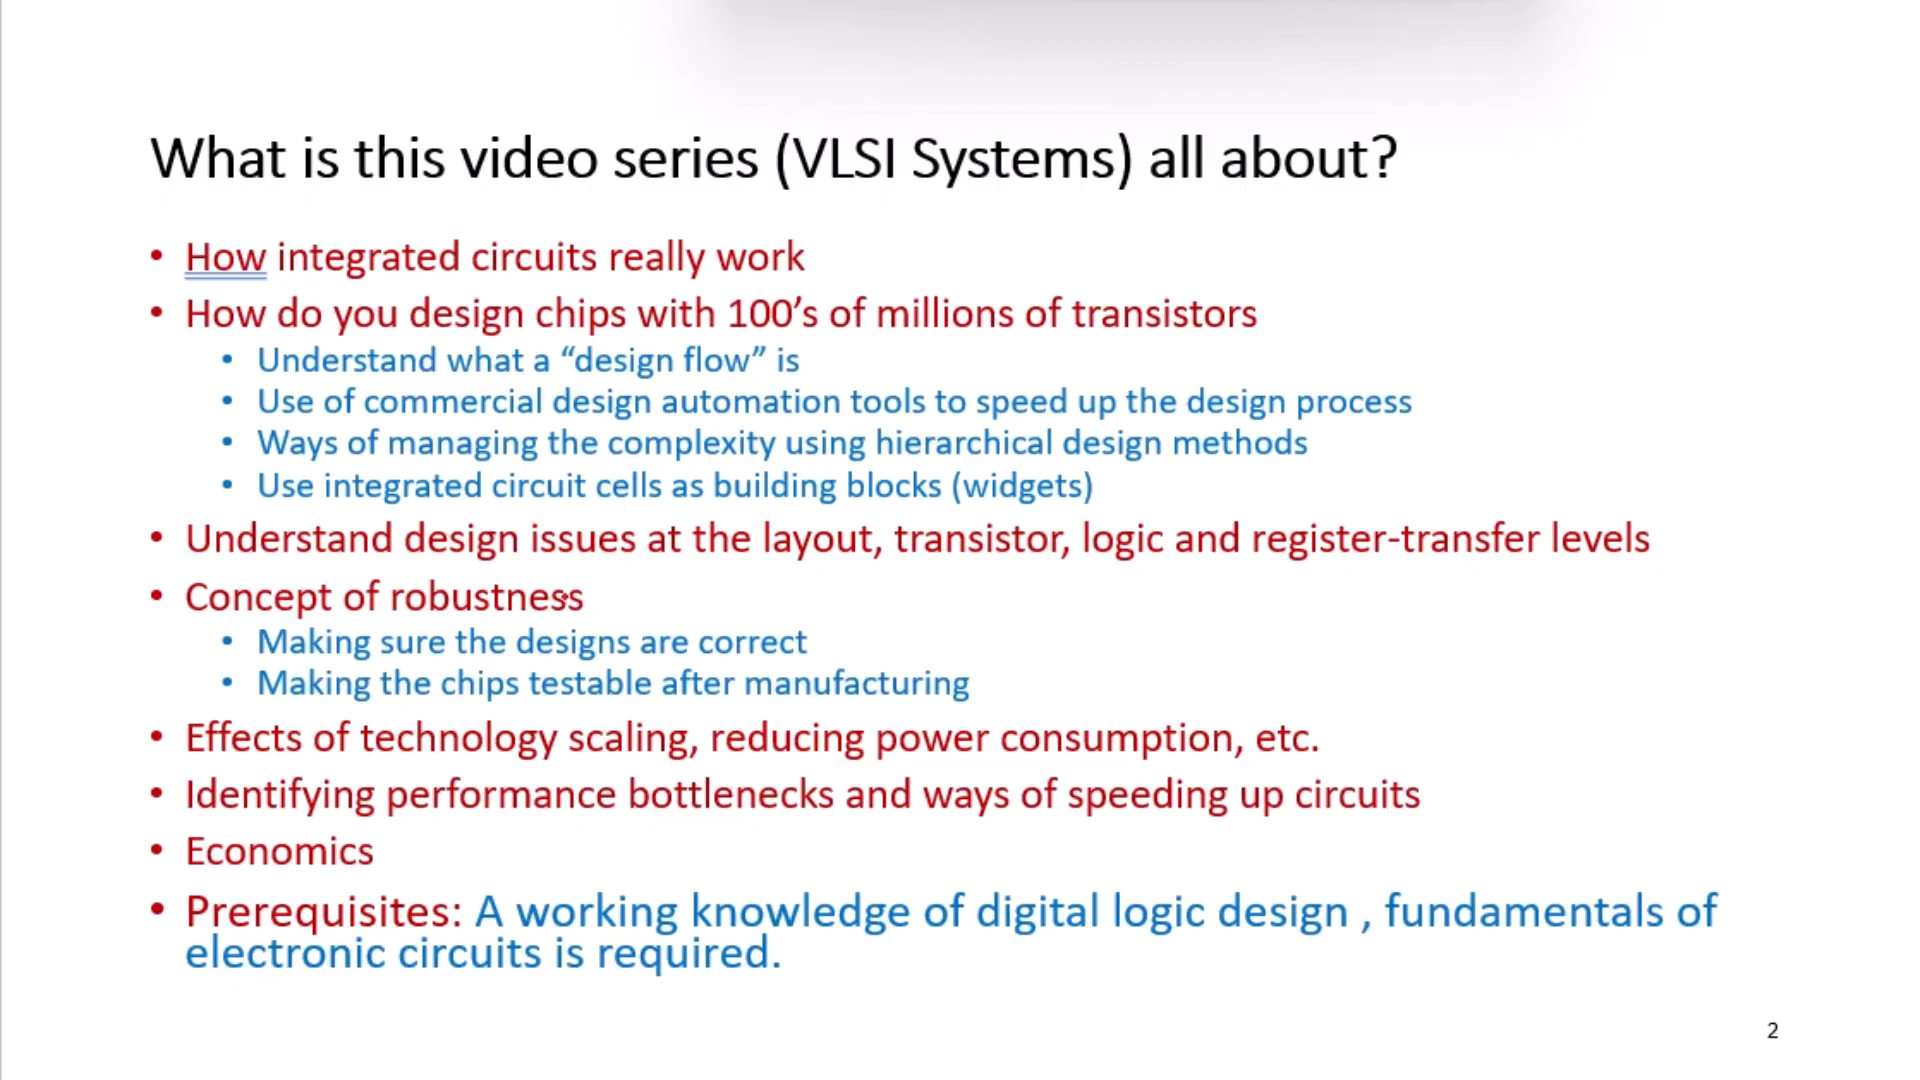 What is this video series (VLSI Systems) all about?
• How integrated circuits really work
• How do you design chips with 100’s of millions of transistors
• Understand what a “design flow” is
• Use of commercial design automation tools to speed up the design process
• Ways of managing the complexity using hierarchical design methods
• Use integrated circuit cells as building blocks (widgets)
• Understand design issues at the layout, transistor, logic and register-transfer levels
• Concept of robustness
• Making sure the designs are correct
• Making the chips testable after manufacturing
• Effects of technology scaling, reducing power consumption, etc.
• Identifying performance bottlenecks and ways of speeding up circuits
• Economics
• Prerequisites: A working knowledge of digital logic design , fundamentals of
electronic circuits is required.
2